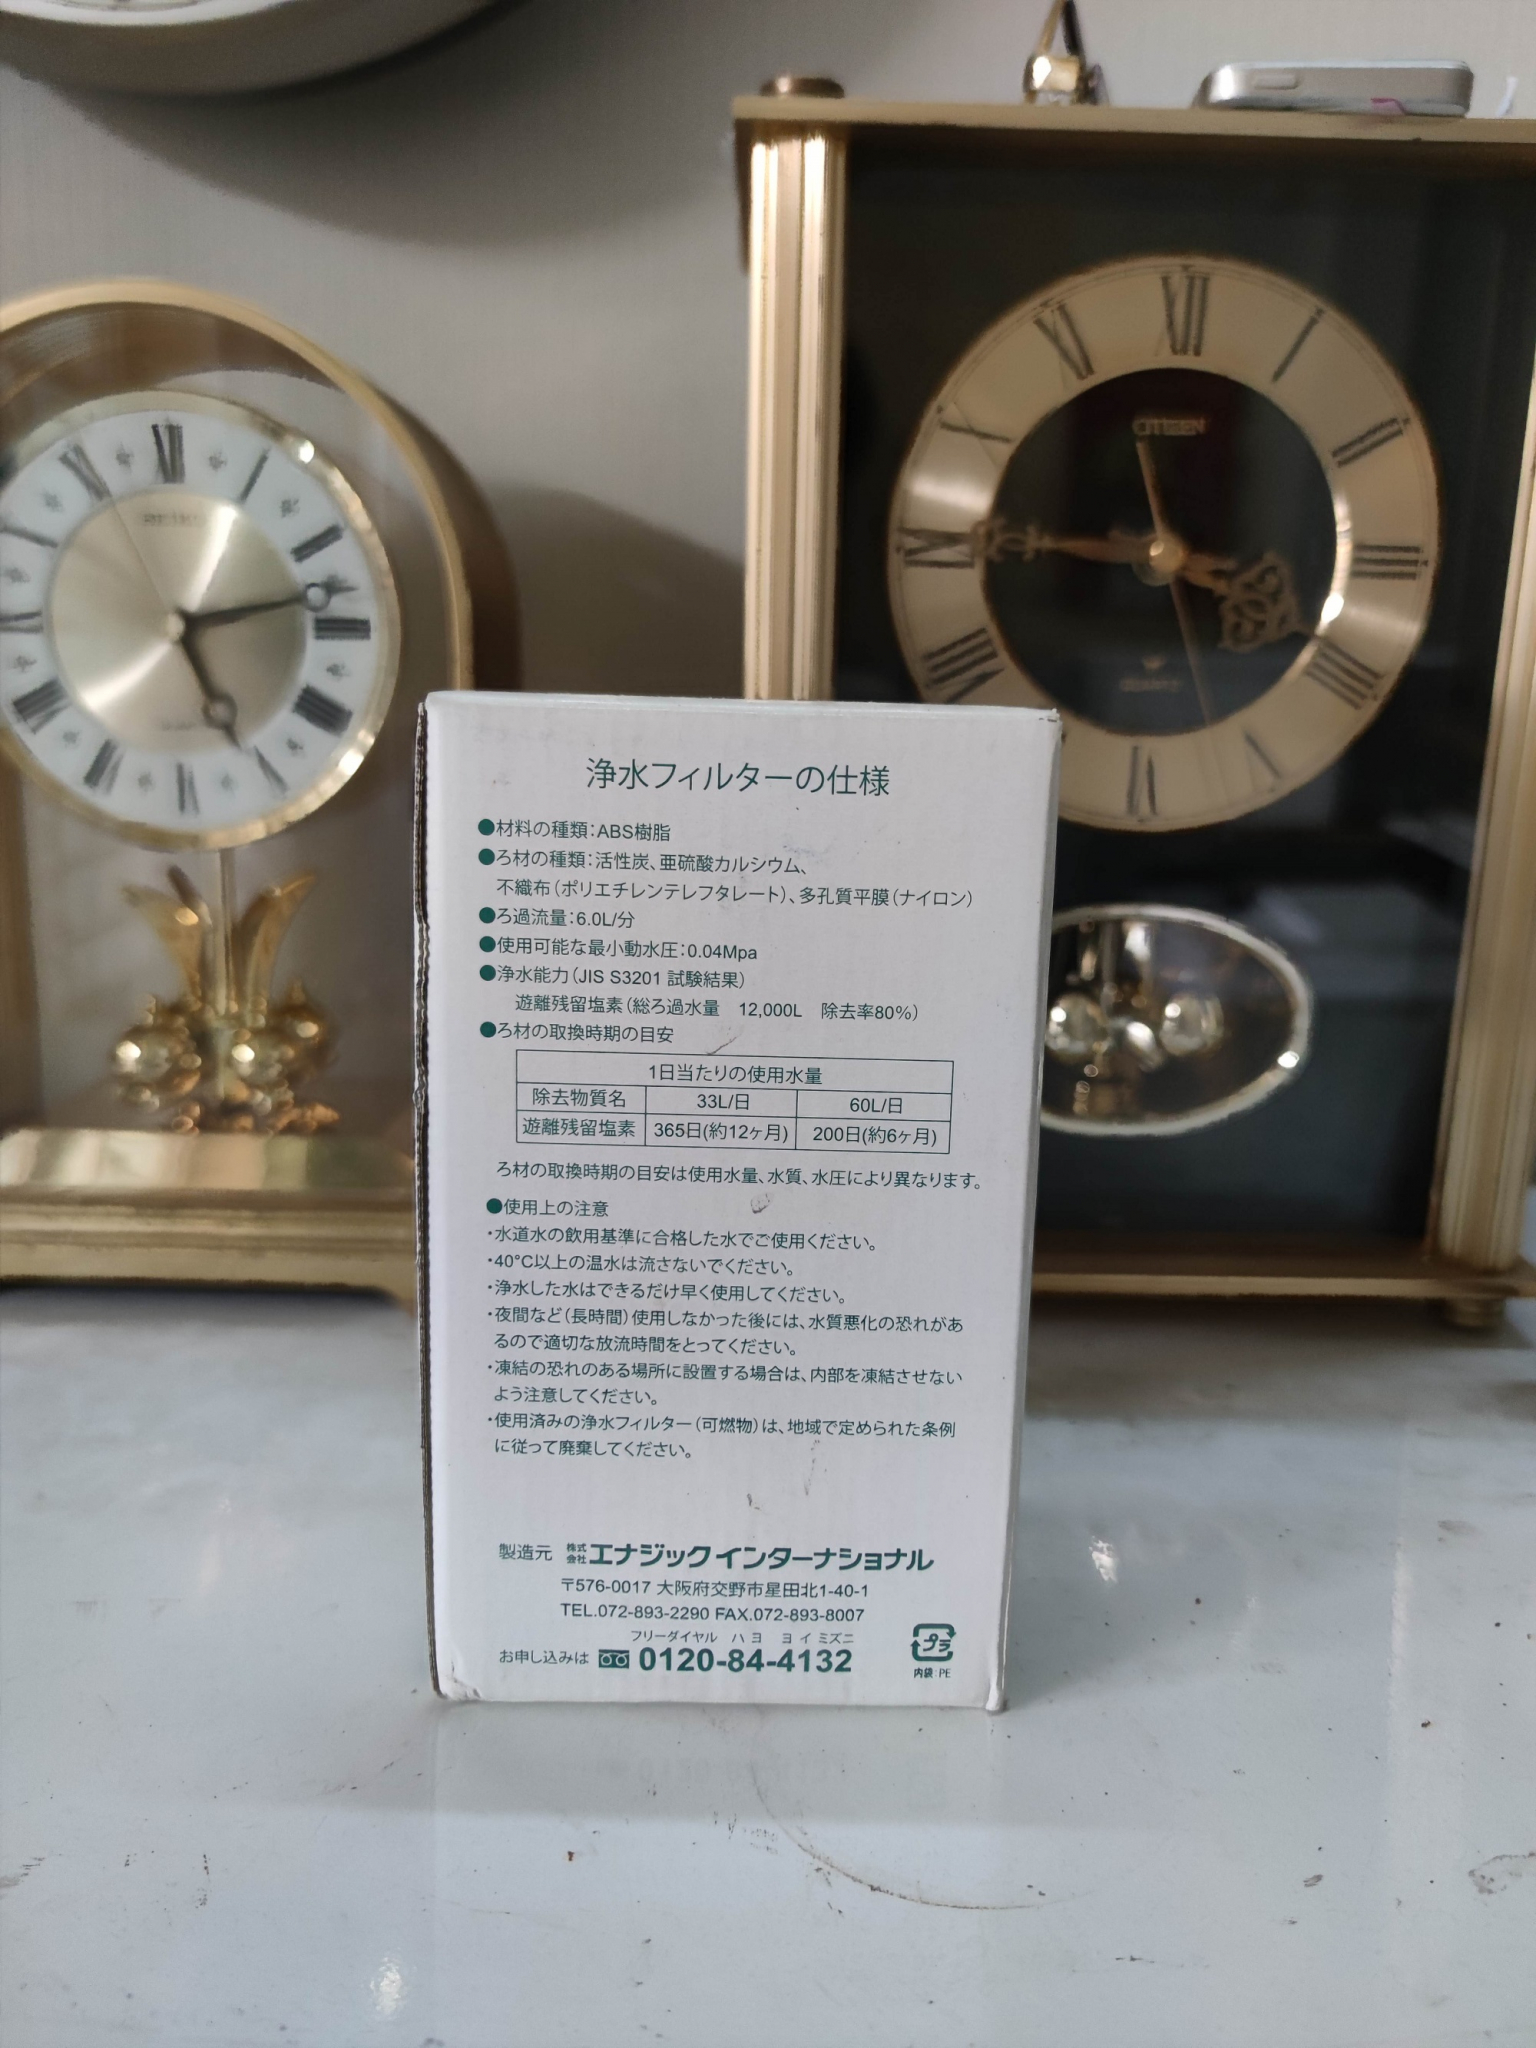 SEIKO
CITIZEN
浄水フィルターの仕様
●材料の種類：ABS樹脂
●ろ材の種類：活性炭、亜硫酸カルシウム、
不織布（ポリエチレンテレフタレート）、多孔質平膜（ナイロン）
●ろ過流量：6.0L/分
●使用可能な最小動水圧：0.04Mpa
●浄水能力（JIS S3201 試験結果）
遊離残留塩素（総ろ過水量　12,000L　除去率80%）
●ろ材の取換時期の目安
1日当たりの使用水量
除去物質名 33L/日 60L/日
遊離残留塩素 365日(約12ヶ月) 200日(約6ヶ月)
ろ材の取換時期の目安は使用水量、水質、水圧により異なります。
●使用上の注意
・水道水の飲用基準に合格した水でご使用ください。
・40°C以上の温水は流さないでください。
・浄水した水はできるだけ早く使用してください。
・夜間など（長時間）使用しなかった後には、水質悪化の恐れがあ
るので適切な放流時間をとってください。
・凍結の恐れのある場所に設置する場合は、内部を凍結させない
よう注意してください。
・使用済みの浄水フィルター（可燃物）は、地域で定められた条例
に従って廃棄してください。
製造元 株式会社エナジックインターナショナル
〒576-0017 大阪府交野市星田北1-40-1
TEL.072-893-2290 FAX.072-893-8007
フリーダイヤル ハヨ ヨイミズニ
お申し込みは 0120-84-4132
プラ
内袋:PE